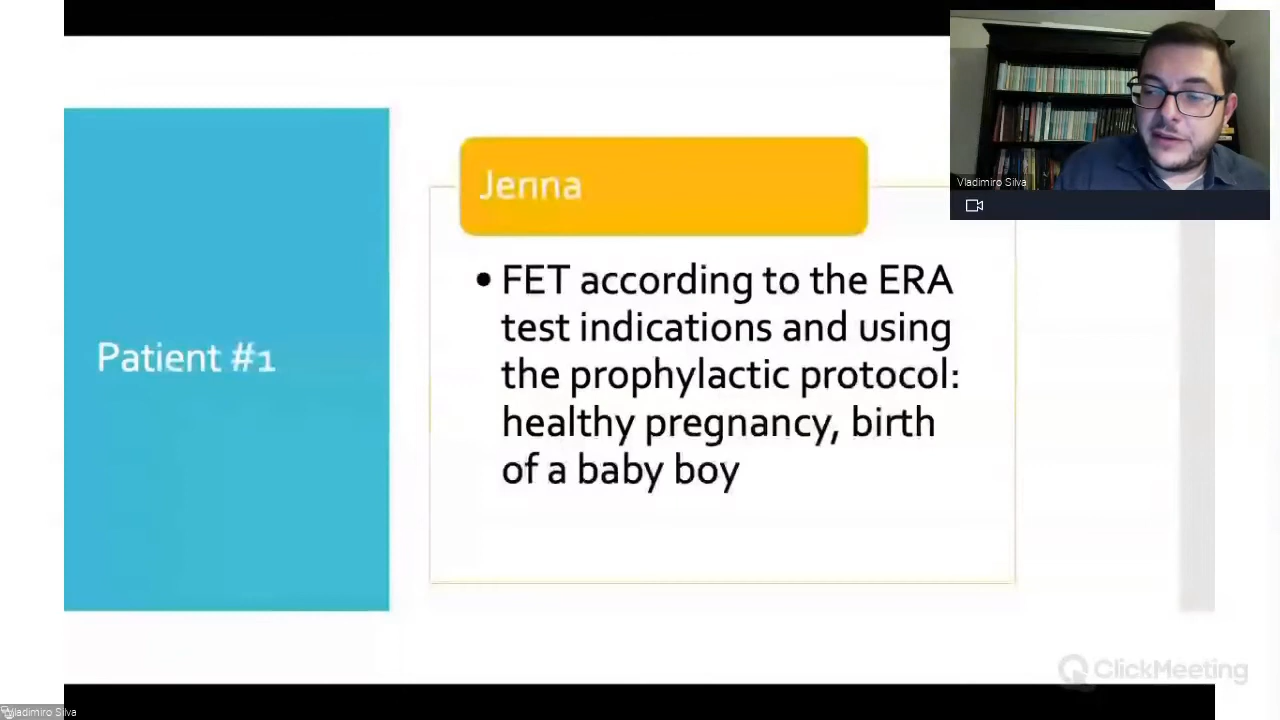 Vladimiro Silva
Jenna
Patient #1
• FET according to the ERA
test indications and using
the prophylactic protocol:
healthy pregnancy, birth
of a baby boy
ClickMeeting
Vladimiro Silva